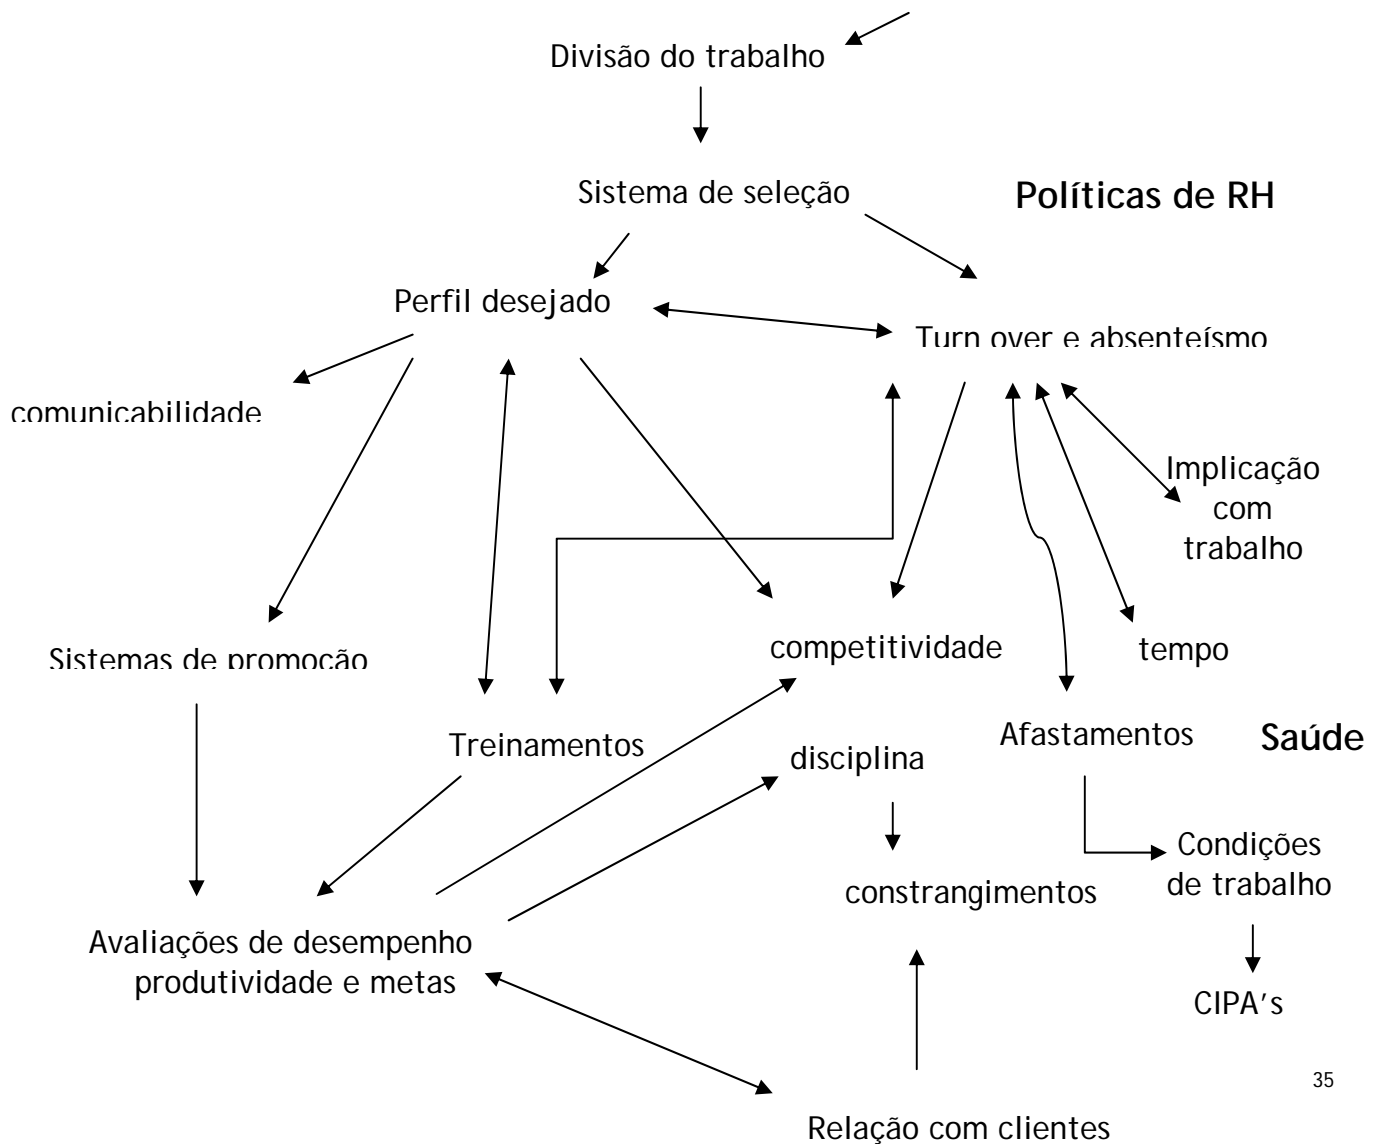 Divisão do trabalho
Sistema de seleção
Políticas de RH
Perfil desejado
Turn over e absenteísmo
comunicabilidade
Implicação
com
trabalho
competitividade
tempo
Sistemas de promoção
Treinamentos
disciplina
Afastamentos
Saúde
Condições
de trabalho
constrangimentos
Avaliações de desempenho
produtividade e metas
CIPA's
35
Relação com clientes